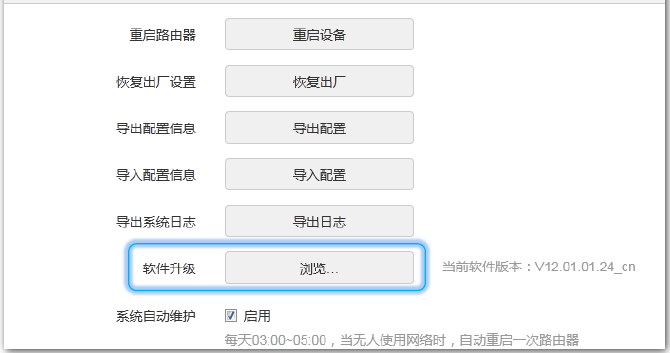 重启路由器 重启设备
恢复出厂设置 恢复出厂
导出配置信息 导出配置
导入配置信息 导入配置
导出系统日志 导出日志
软件升级 浏览... 当前软件版本：V12.01.01.24_cn
系统自动维护 启用
每天03:00~05:00，当无人使用网络时，自动重启一次路由器